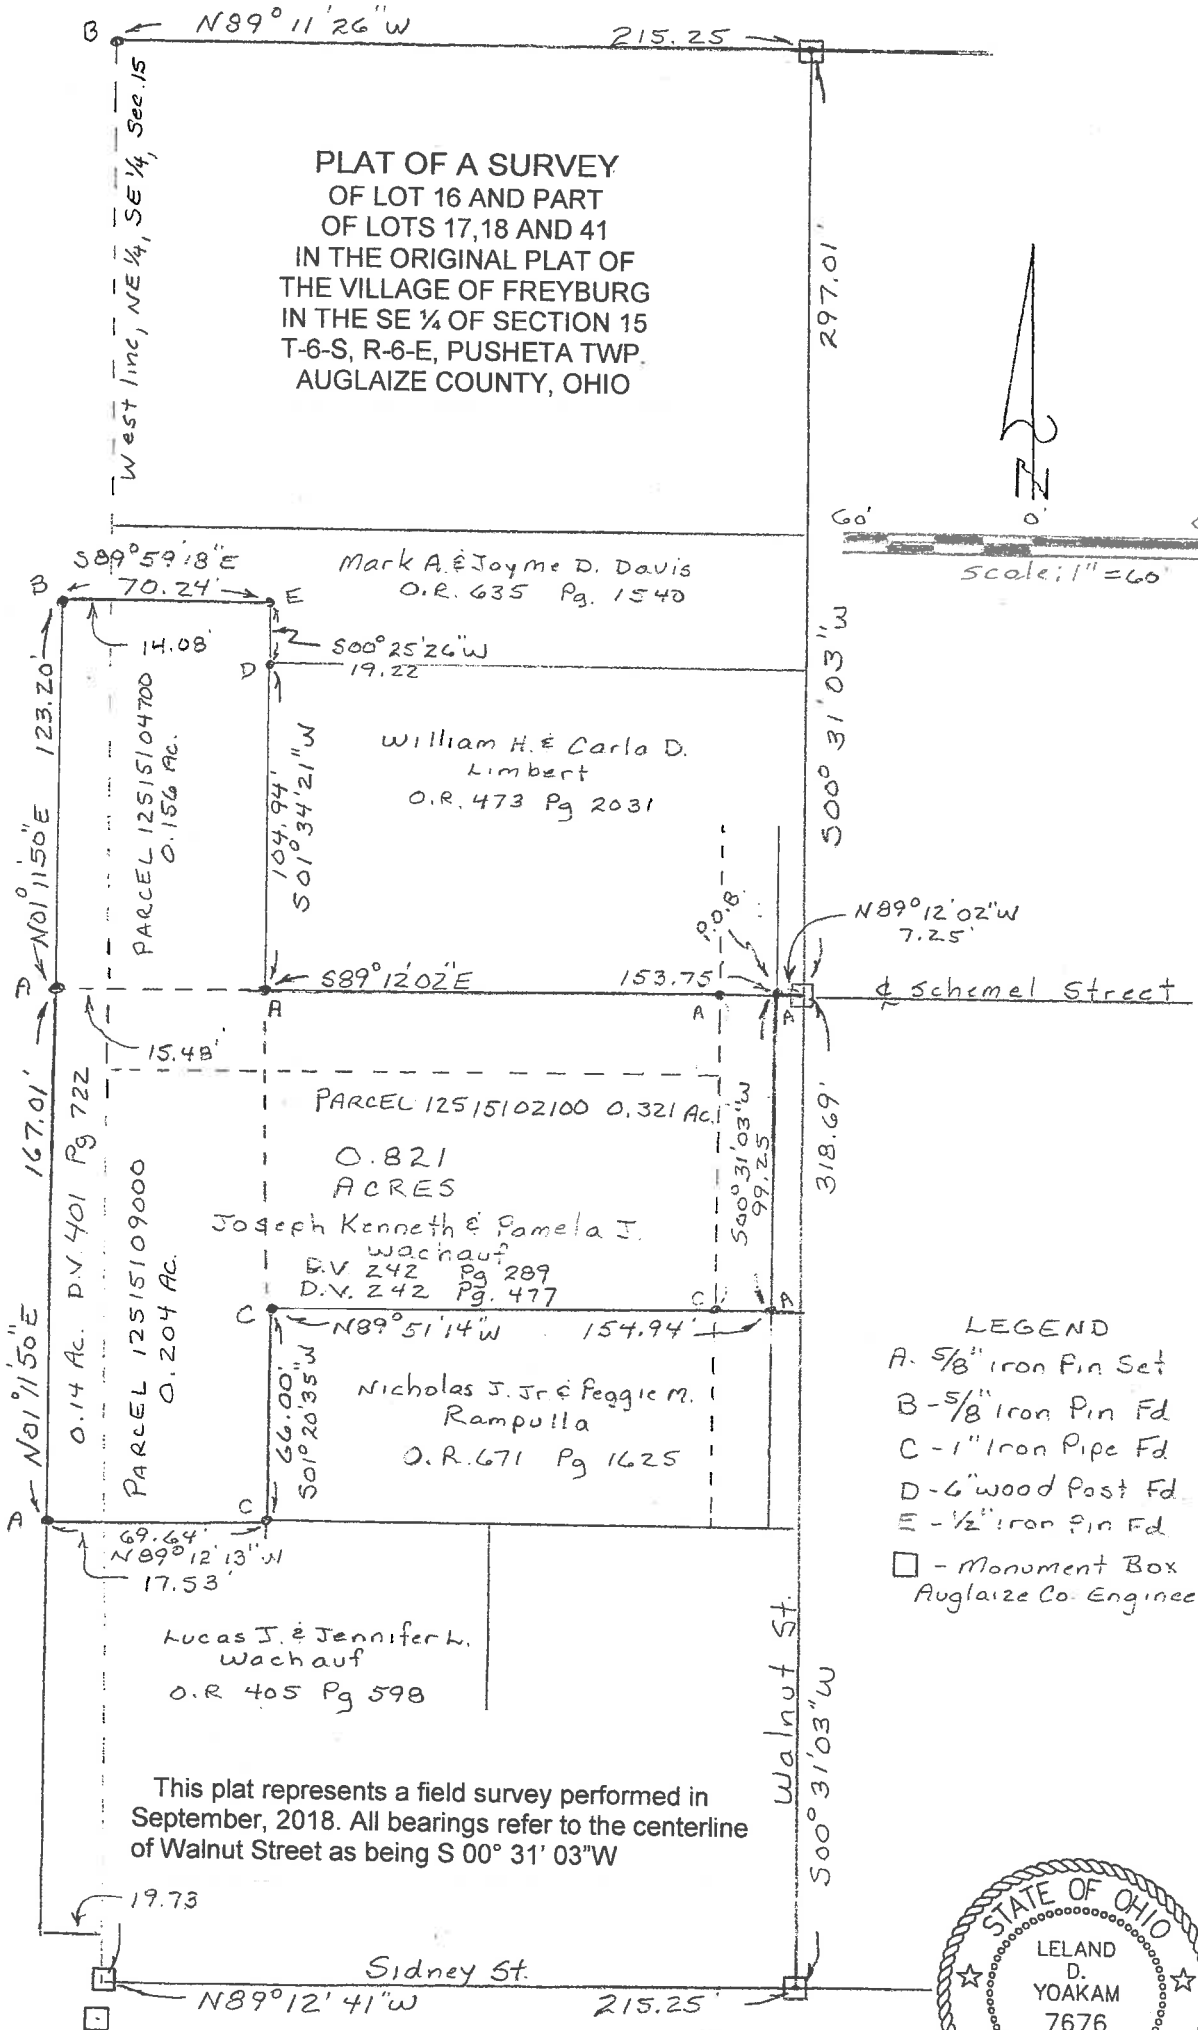 B
N89°11'26"W
215.25
West line, NE 1/4, SE 1/4, Sec. 15
PLAT OF A SURVEY
OF LOT 16 AND PART
OF LOTS 17,18 AND 41
IN THE ORIGINAL PLAT OF
THE VILLAGE OF FREYBURG
IN THE SE ¼ OF SECTION 15
T-6-S, R-6-E, PUSHETA TWP.
AUGLAIZE COUNTY, OHIO
297.01'
N
60' 0'
Scale; 1" = 60'
S89°59'18"E
70.24'
B
E
14.08'
Mark A. & Jayme D. Davis
O.R. 635 Pg. 1540
S00°25'26"W
19.22
D
123.20'
N01°11'50"E
PARCEL 12515104700
0.156 Ac.
104.94'
S01°34'21"W
William H. & Carla D.
Limbert
O.R. 473 Pg 2031
S00°31'03"W
P.O.B.
N89°12'02"W
7.25'
D
S89°12'02"E
153.75
A
A
A
₵ Schemel Street
15.48'
167.01'
0.14 Ac. D.V. 401 Pg 722
PARCEL 12515102100 0.321 Ac.
0.821
ACRES
Joseph Kenneth & Pamela J.
Wachauf
D.V 242 Pg 289
D.V. 242 Pg. 477
S00°31'03"W
99.25
318.69'
N01°11'50"E
PARCEL 12515109000
0.204 Ac.
C
N89°51'14"W
154.94'
C
A
66.00'
S01°20'35"W
Nicholas J. Jr & Peggie M.
Rampulla
O.R. 671 Pg 1625
LEGEND
A. 5/8" iron Pin Set
B - 5/8" iron Pin Fd
C - 1" Iron Pipe Fd
D - 6" wood Post Fd
E - 1/2" iron Pin Fd
□ - Monument Box
Auglaize Co. Enginee
A
C
69.64'
N89°12'13"W
17.53'
Lucas J. & Jennifer L.
Wachauf
O.R 405 Pg 598
Walnut St.
S00°31'03"W
This plat represents a field survey performed in
September, 2018. All bearings refer to the centerline
of Walnut Street as being S 00° 31' 03"W
19.73
Sidney St.
N89°12'41"W
215.25'
STATE OF OHIO
LELAND
D.
YOAKAM
7676